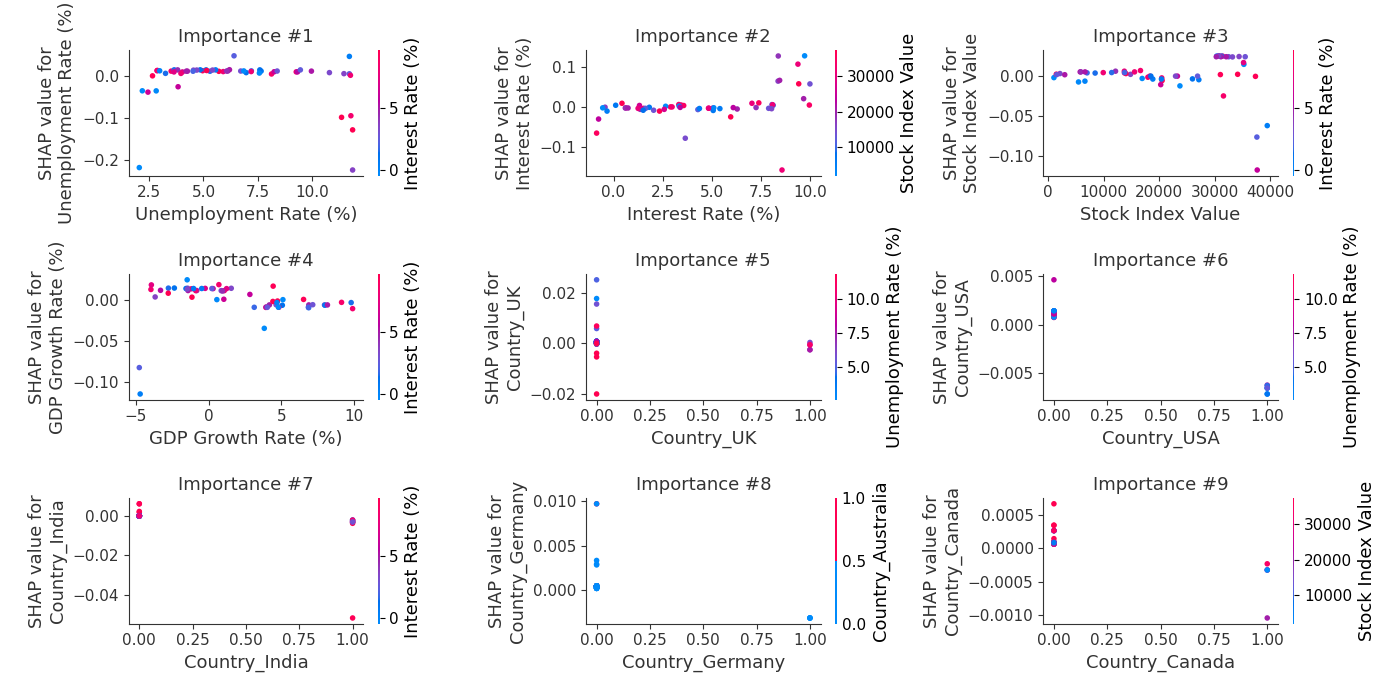 Importance #1
SHAP value for
Unemployment Rate (%)
0.0
−0.1
−0.2
2.5
5.0
7.5
10.0
Unemployment Rate (%)
5
0
Interest Rate (%)
Importance #2
SHAP value for
Interest Rate (%)
0.1
0.0
−0.1
0.0
2.5
5.0
7.5
10.0
Interest Rate (%)
30000
20000
10000
Stock Index Value
Importance #3
SHAP value for
Stock Index Value
0.00
−0.05
−0.10
0
10000
20000
30000
40000
Stock Index Value
5
0
Interest Rate (%)
Importance #4
SHAP value for
GDP Growth Rate (%)
0.00
−0.05
−0.10
−5
0
5
10
GDP Growth Rate (%)
5
0
Interest Rate (%)
Importance #5
SHAP value for
Country_UK
0.02
0.00
−0.02
0.00
0.25
0.50
0.75
1.00
Country_UK
10.0
7.5
5.0
Unemployment Rate (%)
Importance #6
SHAP value for
Country_USA
0.005
0.000
−0.005
0.00
0.25
0.50
0.75
1.00
Country_USA
10.0
7.5
5.0
Unemployment Rate (%)
Importance #7
SHAP value for
Country_India
0.00
−0.02
−0.04
0.00
0.25
0.50
0.75
1.00
Country_India
5
0
Interest Rate (%)
Importance #8
SHAP value for
Country_Germany
0.010
0.005
0.000
0.00
0.25
0.50
0.75
1.00
Country_Germany
1.0
0.5
0.0
Country_Australia
Importance #9
SHAP value for
Country_Canada
0.0005
0.0000
−0.0005
−0.0010
0.00
0.25
0.50
0.75
1.00
Country_Canada
30000
20000
10000
Stock Index Value